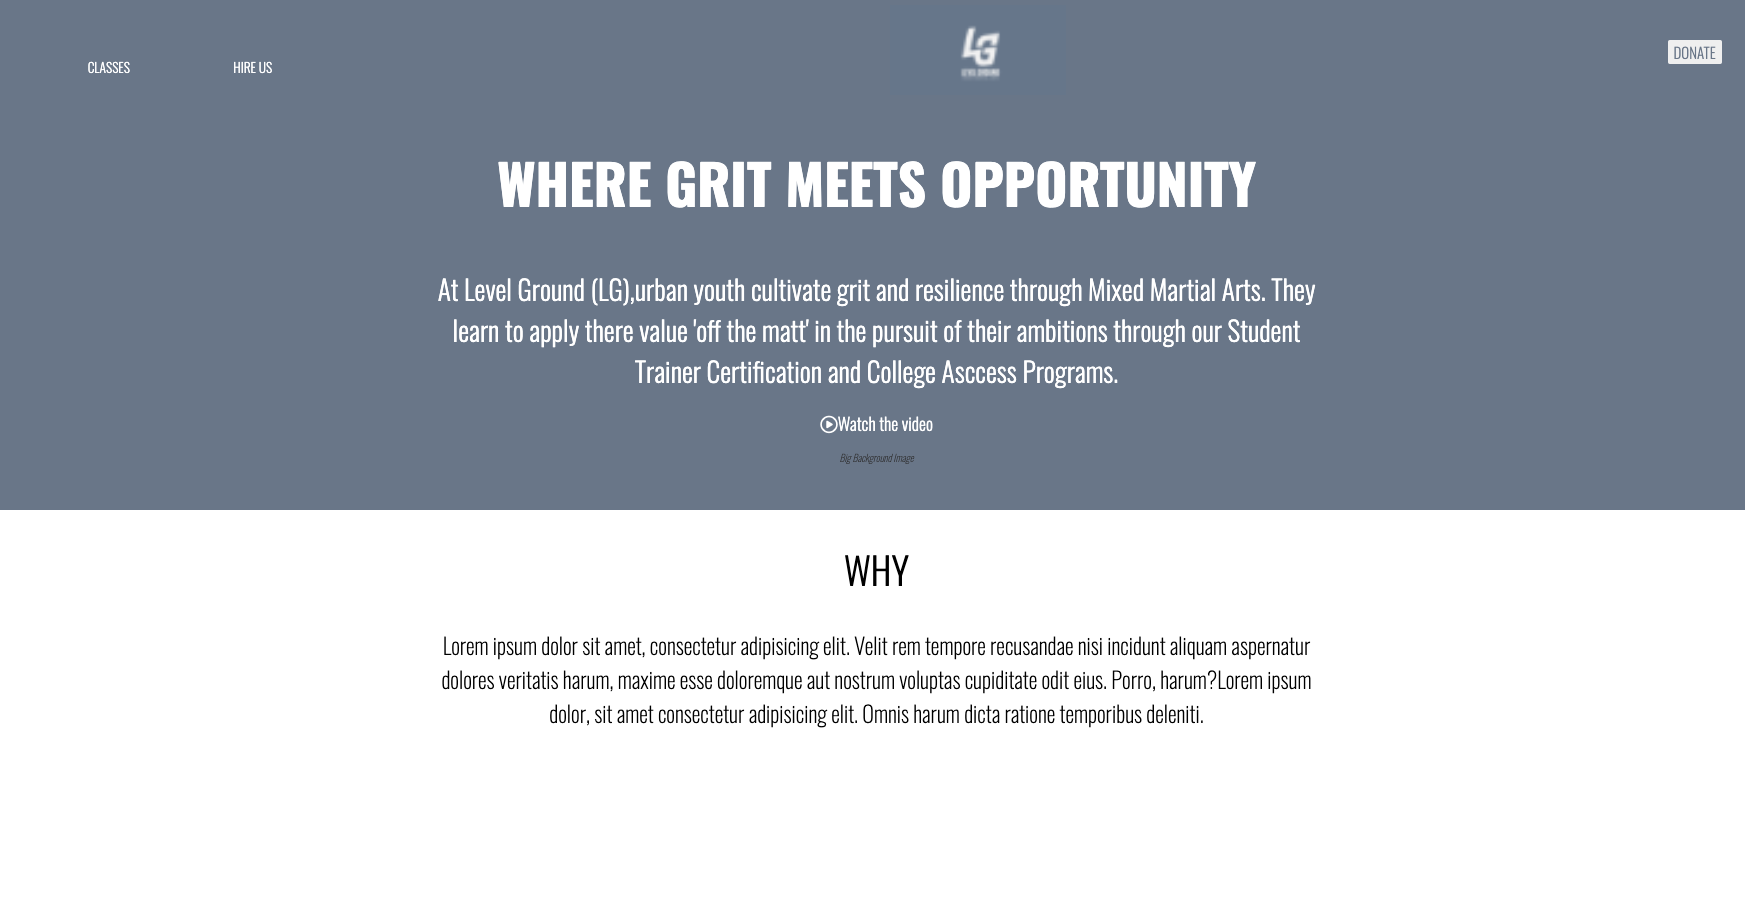 CLASSES
HIRE US
LG
DONATE
WHERE GRIT MEETS OPPORTUNITY
At Level Ground (LG),urban youth cultivate grit and resilience through Mixed Martial Arts. They
learn to apply there value 'off the matt' in the pursuit of their ambitions through our Student
Trainer Certification and College Asccess Programs.
Watch the video
Big Background Image
WHY
Lorem ipsum dolor sit amet, consectetur adipisicing elit. Velit rem tempore recusandae nisi incidunt aliquam aspernatur
dolores veritatis harum, maxime esse doloremque aut nostrum voluptas cupiditate odit eius. Porro, harum?Lorem ipsum
dolor, sit amet consectetur adipisicing elit. Omnis harum dicta ratione temporibus deleniti.